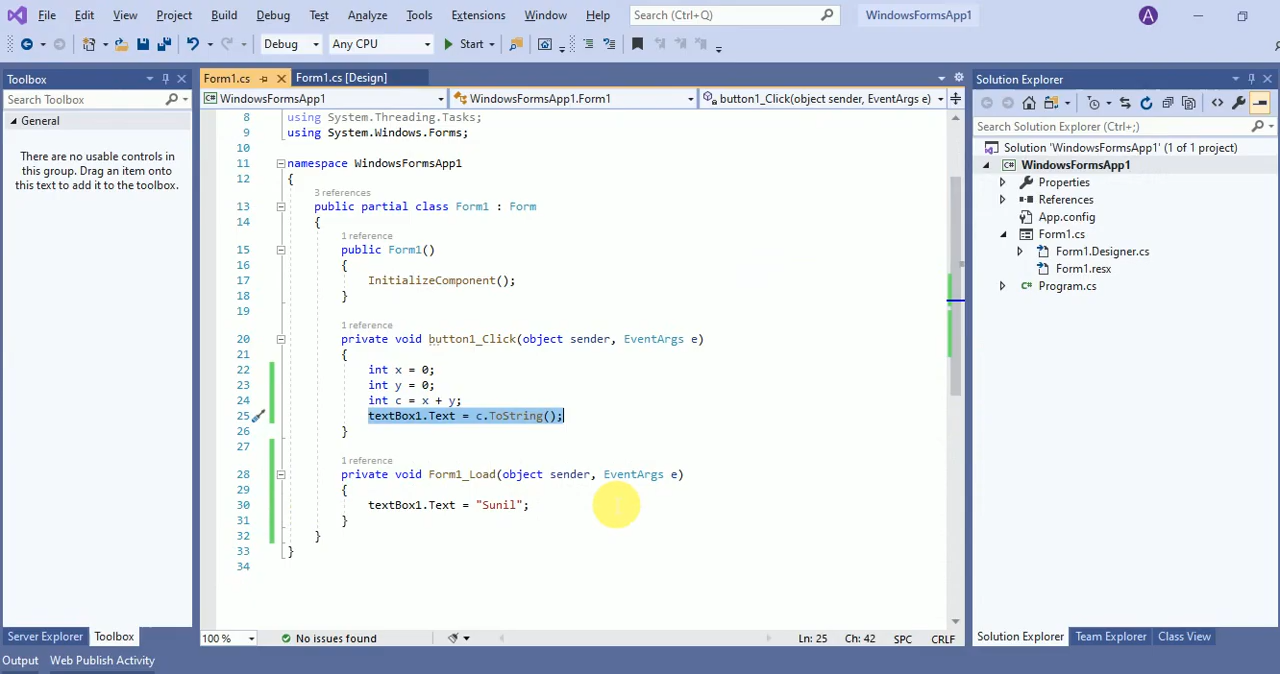 File Edit View Project Build Debug Test Analyze Tools Extensions Window Help Search (Ctrl+Q) WindowsFormsApp1 A
Debug Any CPU Start
Toolbox
Search Toolbox
General
There are no usable controls in
this group. Drag an item onto
this text to add it to the toolbox.
Form1.cs Form1.cs [Design]
WindowsFormsApp1 WindowsFormsApp1.Form1 button1_Click(object sender, EventArgs e)
8 using System.Threading.Tasks;
9 using System.Windows.Forms;
10
11 namespace WindowsFormsApp1
12 {
3 references
13 public partial class Form1 : Form
14 {
1 reference
15 public Form1()
16 {
17 InitializeComponent();
18 }
19
1 reference
20 private void button1_Click(object sender, EventArgs e)
21 {
22 int x = 0;
23 int y = 0;
24 int c = x + y;
25 textBox1.Text = c.ToString();
26 }
27
1 reference
28 private void Form1_Load(object sender, EventArgs e)
29 {
30 textBox1.Text = "Sunil";
31 }
32 }
33 }
34
100 % No issues found Ln: 25 Ch: 42 SPC CRLF
Solution Explorer
Search Solution Explorer (Ctrl+;)
Solution 'WindowsFormsApp1' (1 of 1 project)
WindowsFormsApp1
Properties
References
App.config
Form1.cs
Form1.Designer.cs
Form1.resx
Program.cs
Solution Explorer Team Explorer Class View
Server Explorer Toolbox
Output Web Publish Activity